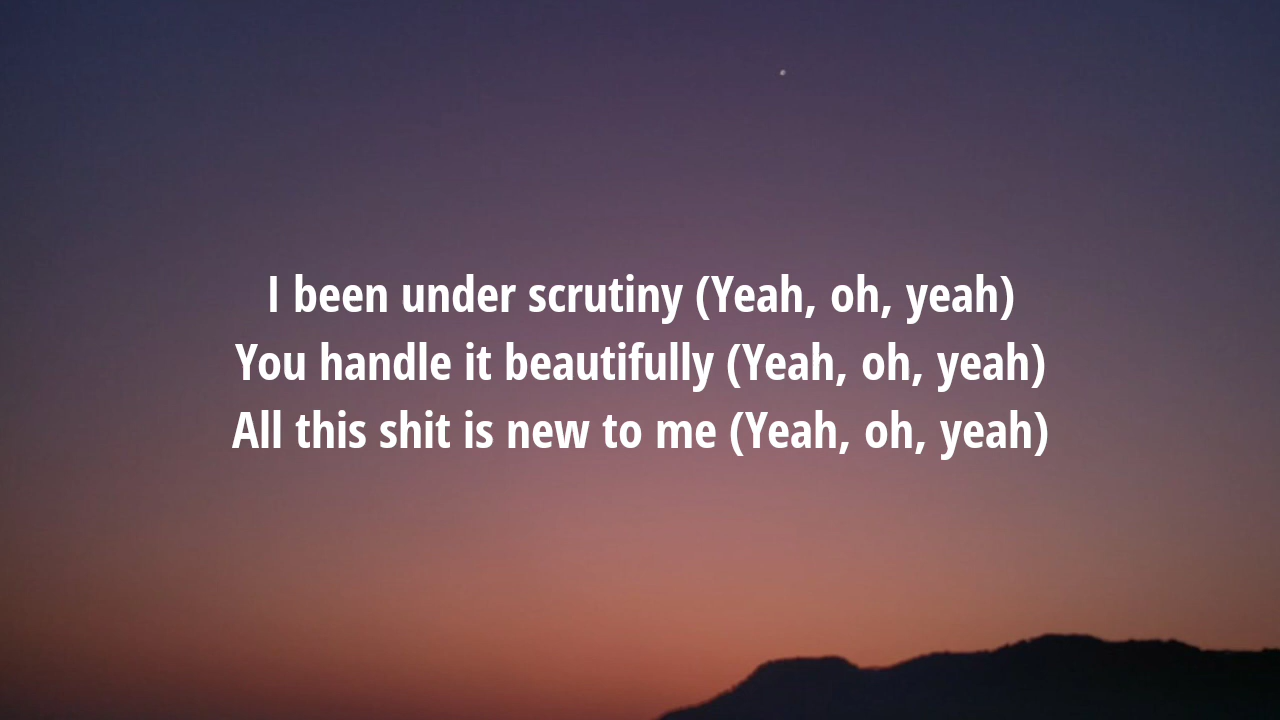 I been under scrutiny (Yeah, oh, yeah)
You handle it beautifully (Yeah, oh, yeah)
All this shit is new to me (Yeah, oh, yeah)